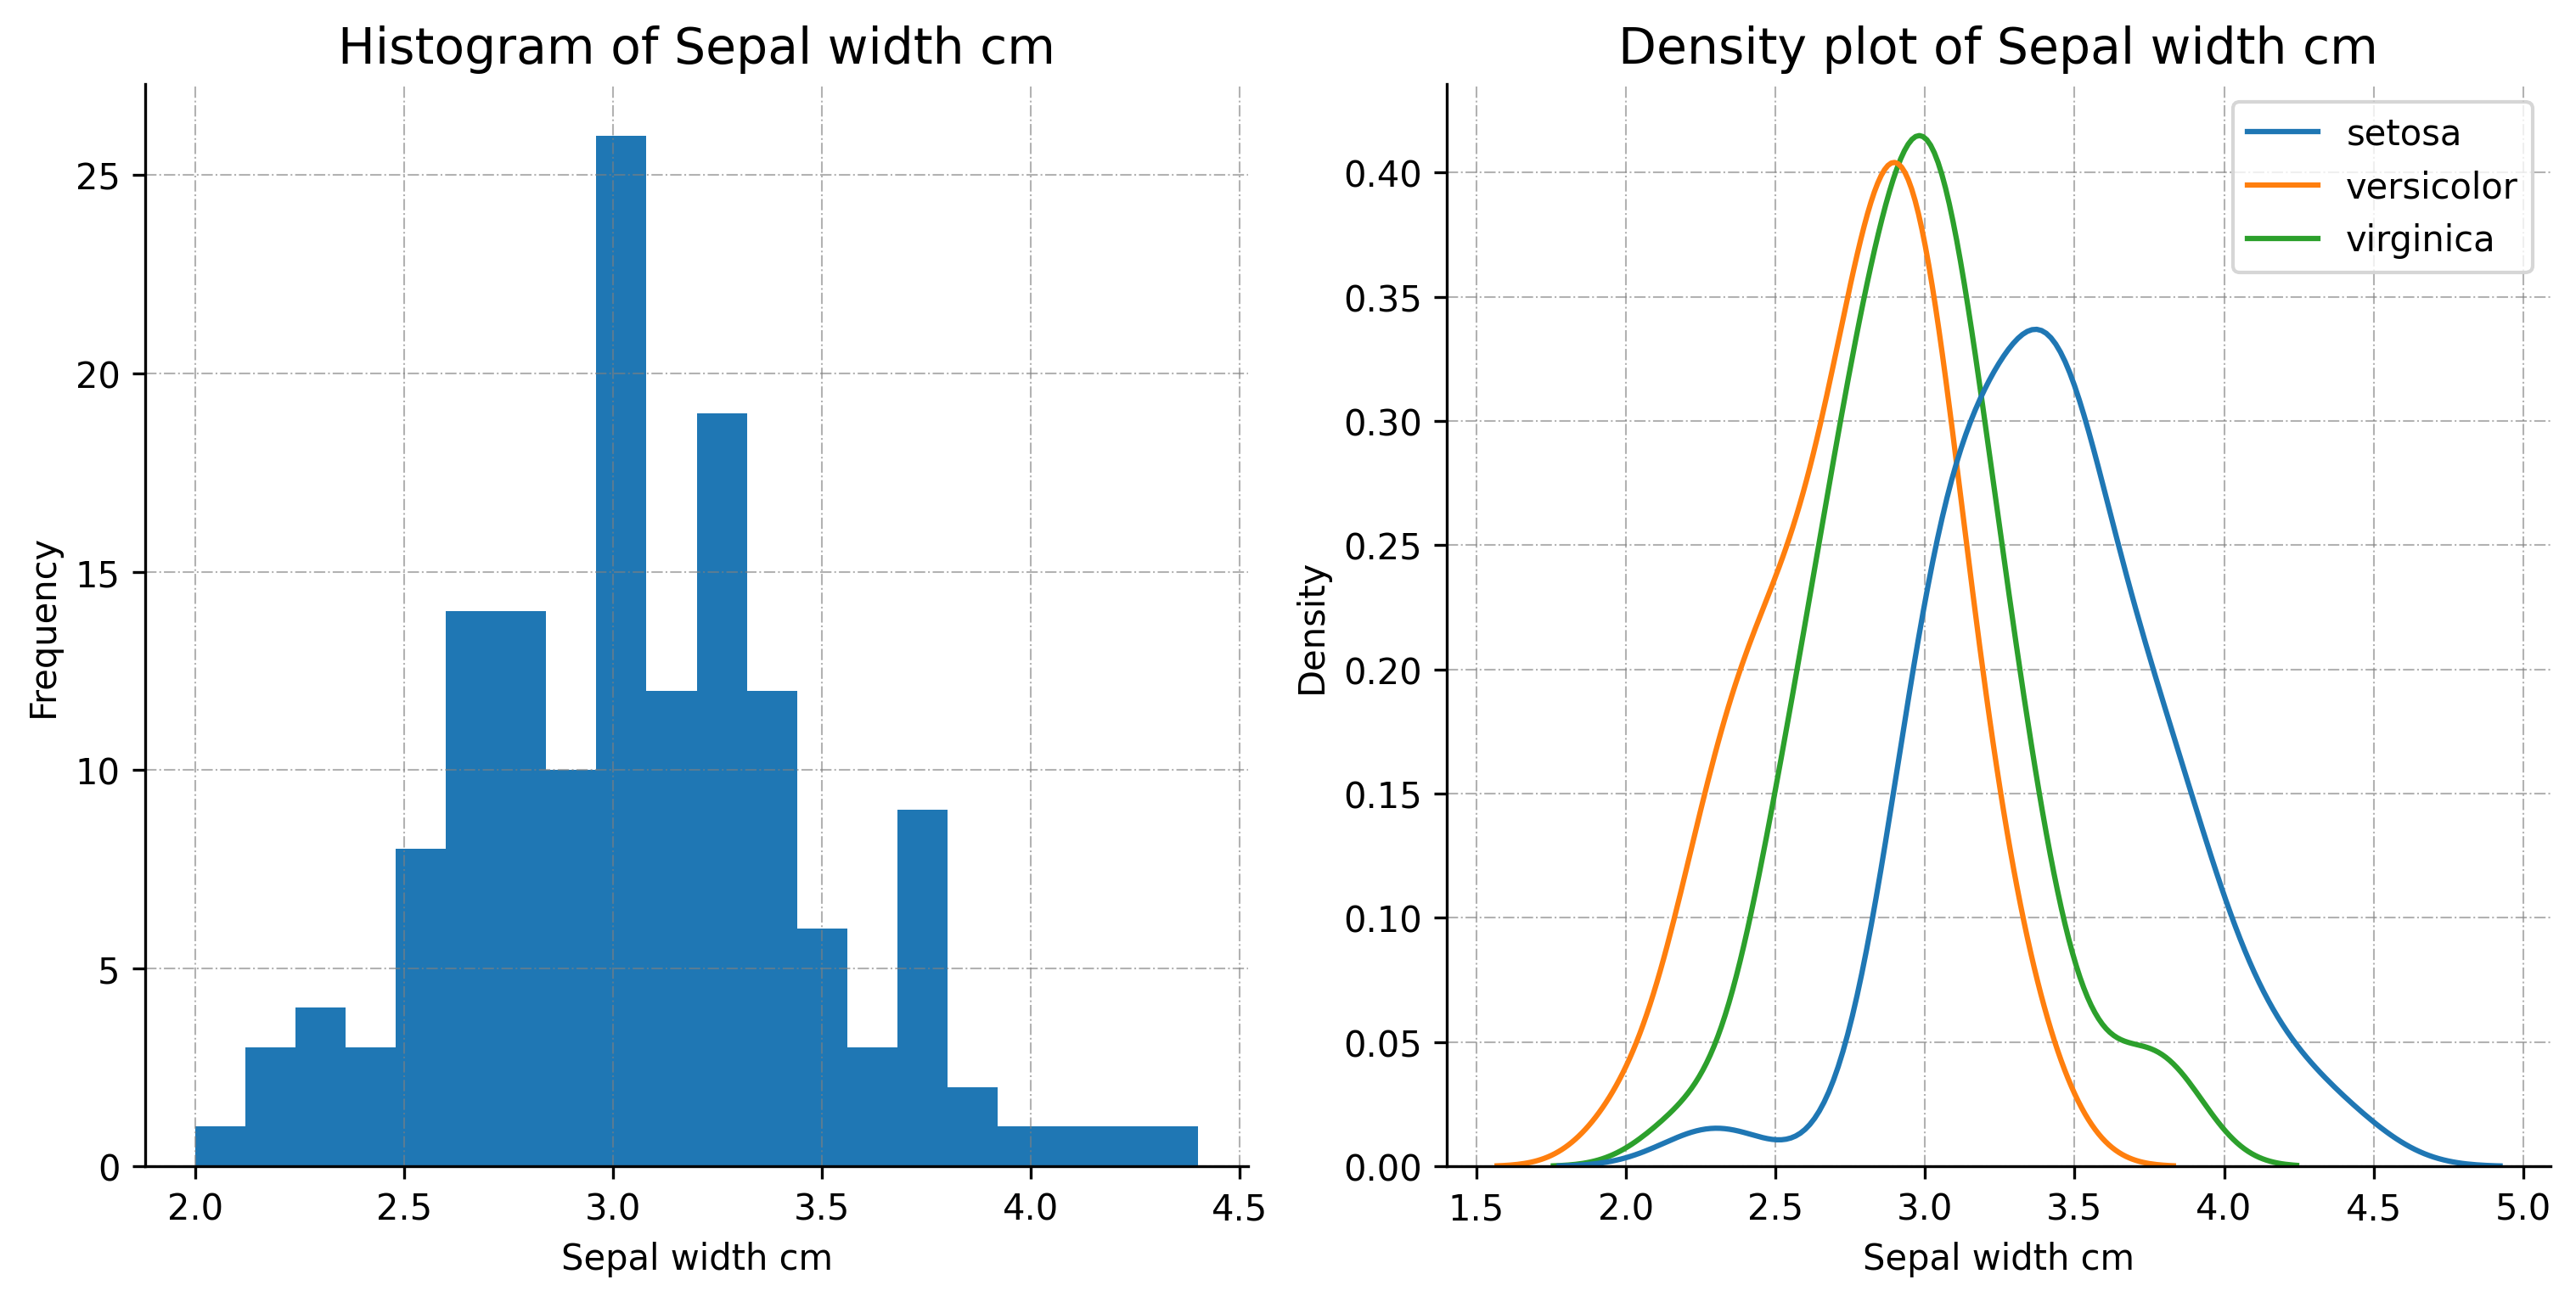 Histogram of Sepal width cm
Frequency
25
20
15
10
5
0
2.0 2.5 3.0 3.5 4.0 4.5
Sepal width cm
Density plot of Sepal width cm
Density
0.40
0.35
0.30
0.25
0.20
0.15
0.10
0.05
0.00
1.5 2.0 2.5 3.0 3.5 4.0 4.5 5.0
Sepal width cm
setosa
versicolor
virginica